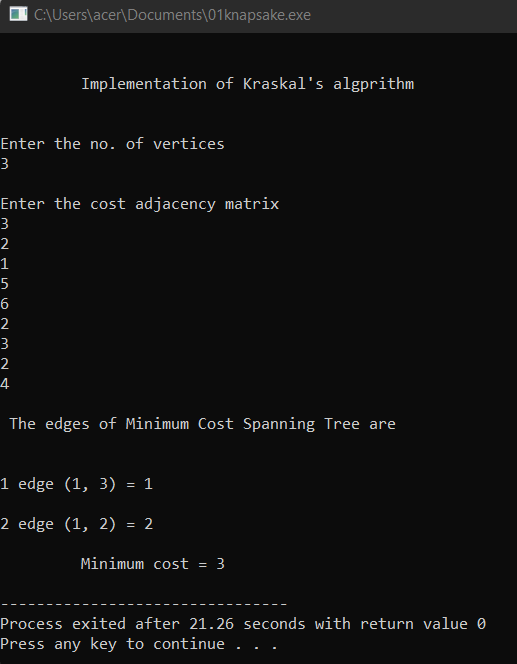 C:\Users\acer\Documents\01knapsake.exe
Implementation of Kraskal's algprithm
Enter the no. of vertices
3
Enter the cost adjacency matrix
3
2
1
5
6
2
3
2
4
The edges of Minimum Cost Spanning Tree are
1 edge (1, 3) = 1
2 edge (1, 2) = 2
Minimum cost = 3
--------------------------------
Process exited after 21.26 seconds with return value 0
Press any key to continue . . .